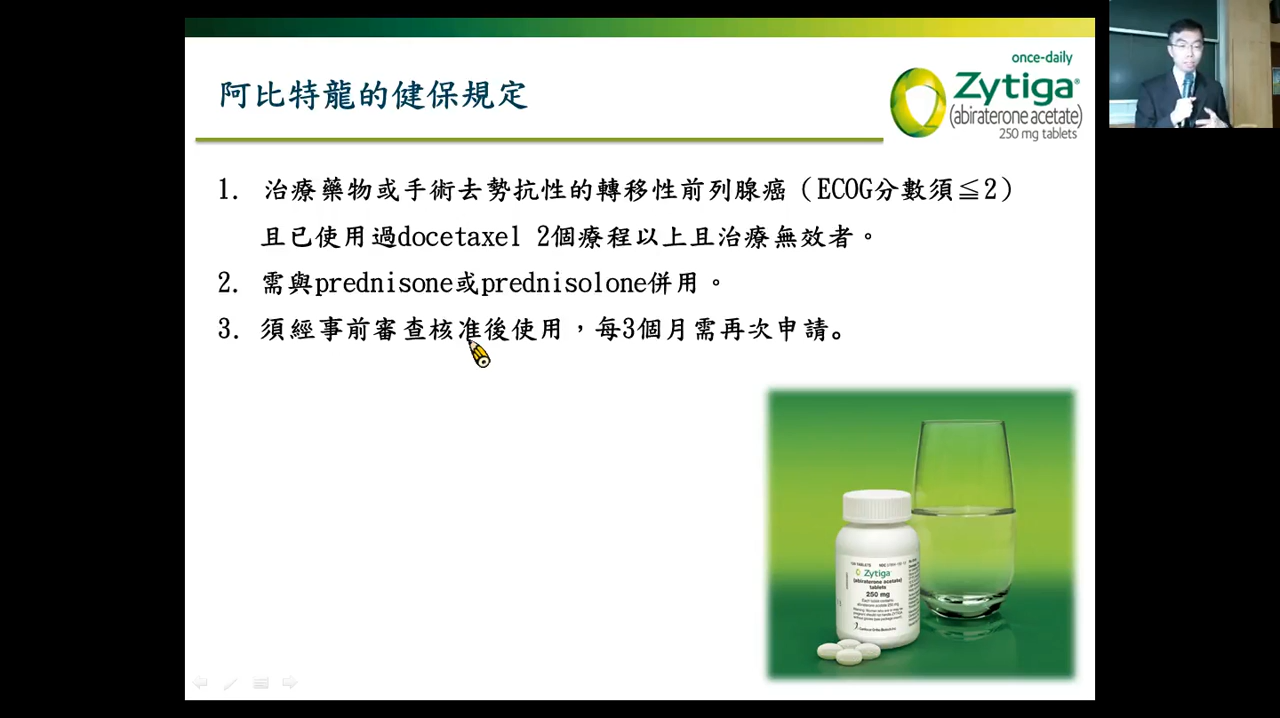 阿比特龍的健保規定
once-daily
Zytiga®
(abiraterone acetate)
250 mg tablets
1. 治療藥物或手術去勢抗性的轉移性前列腺癌（ECOG分數須≦2）
且已使用過docetaxel 2個療程以上且治療無效者。
2. 需與prednisone或prednisolone併用。
3. 須經事前審查核准後使用，每3個月需再次申請。
Zytiga
(abiraterone acetate)
tablets
250 mg